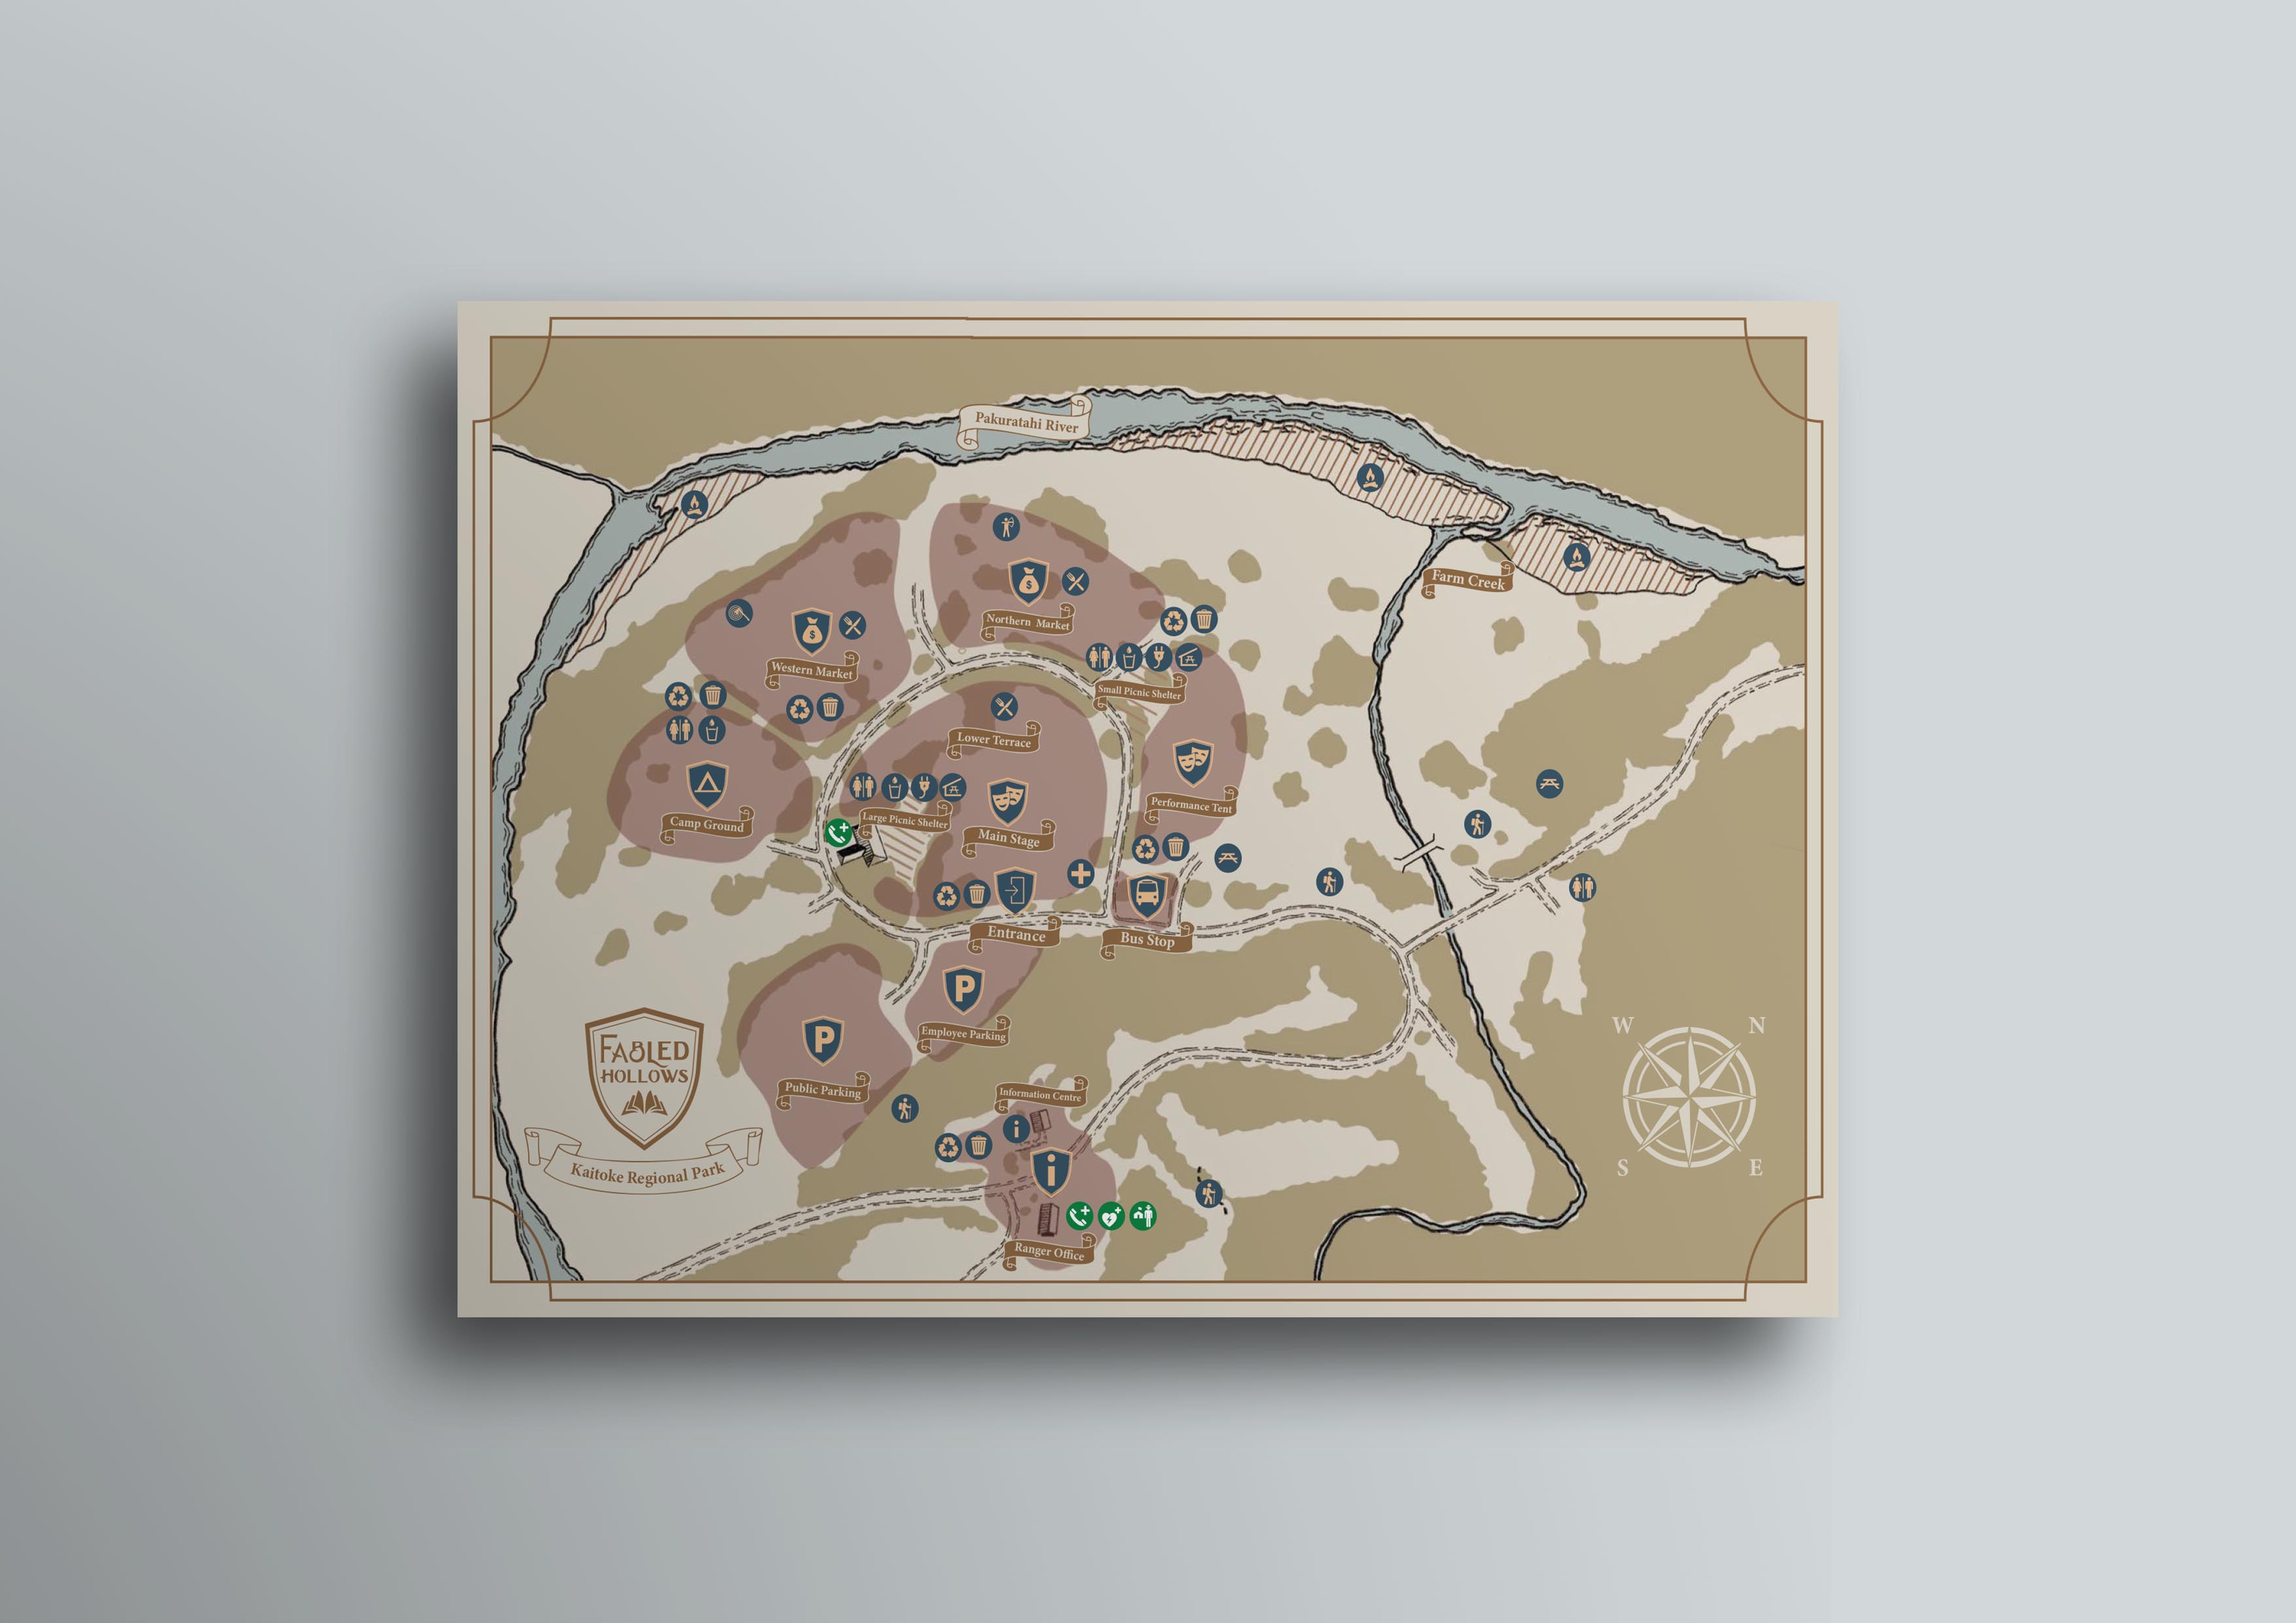 Pakuratahi River
Farm Creek
Northern Market
Western Market
Small Picnic Shelter
Lower Terrace
Performance Tent
Large Picnic Shelter
Main Stage
Camp Ground
Entrance
Bus Stop
P
Employee Parking
P
Public Parking
Information Centre
Ranger Office
FABLED
HOLLOWS
Kaitoke Regional Park
W N
S E